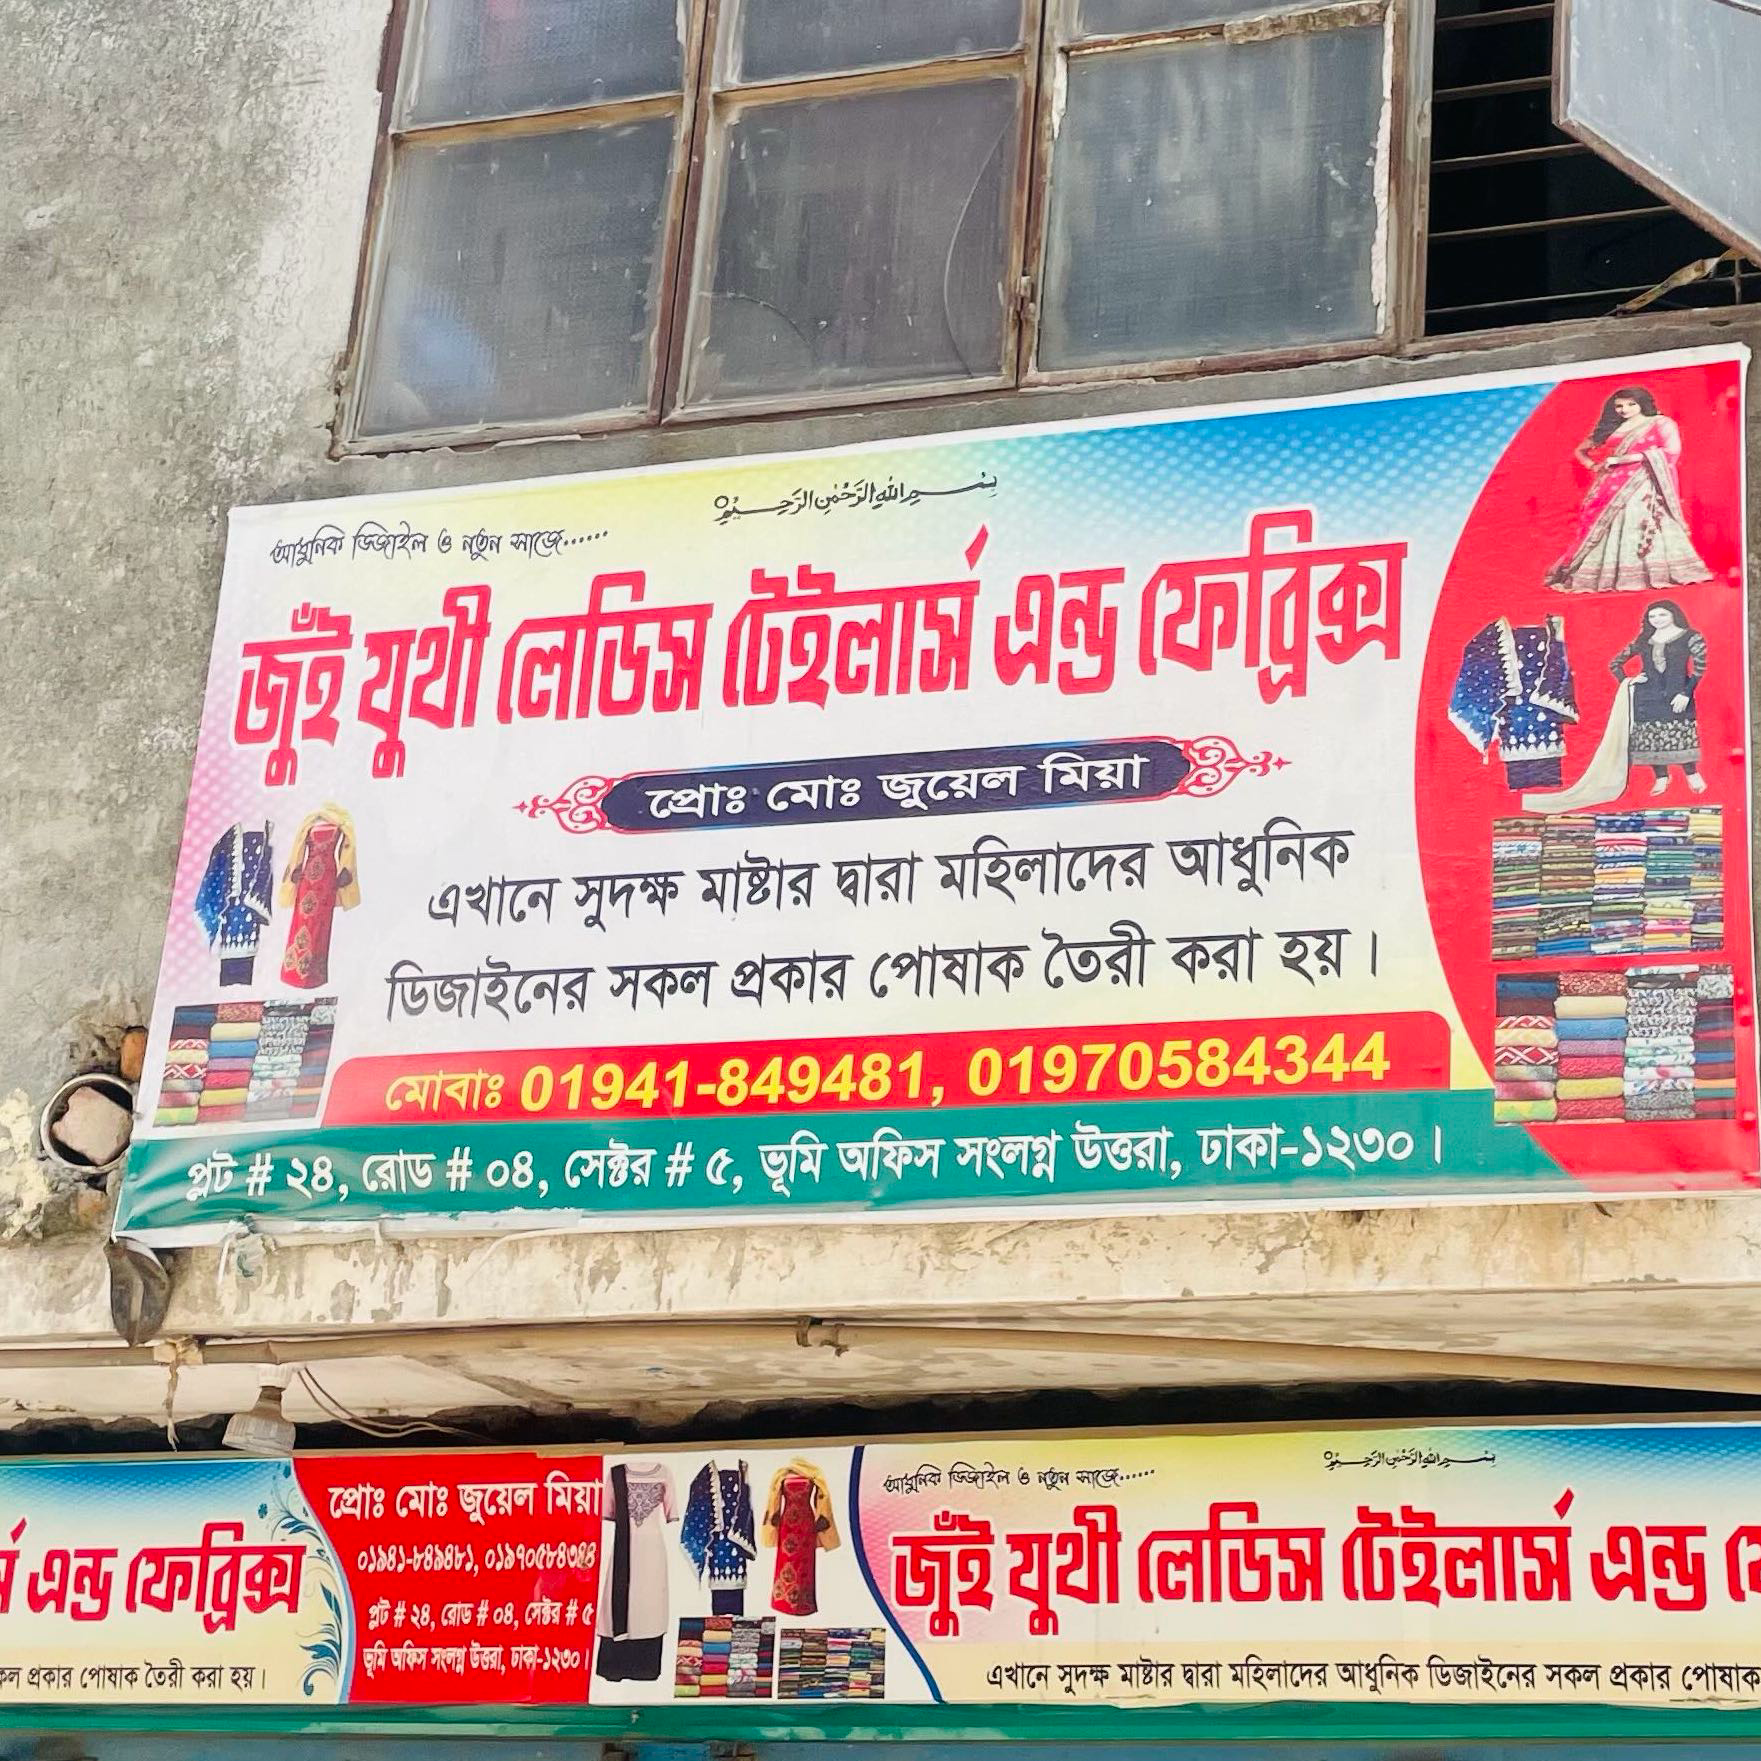 بسم الله الرحمن الرحيم
আধুনিক ডিজাইল ও নতুন সাজে......
জুঁই যুথী লেডিস টেইলার্স এন্ড ফেব্রিক্স
প্রোঃ মোঃ জুয়েল মিয়া
এখানে সুদক্ষ মাষ্টার দ্বারা মহিলাদের আধুনিক
ডিজাইনের সকল প্রকার পোষাক তৈরী করা হয়।
মোবাঃ 01941-849481, 01970584344
প্লট # ২৪, রোড # ০৪, সেক্টর # ৫, ভূমি অফিস সংলগ্ন উত্তরা, ঢাকা-১২৩০।
র্স এন্ড ফেব্রিক্স
কল প্রকার পোষাক তৈরী করা হয়।
প্রোঃ মোঃ জুয়েল মিয়া
০১৯৪১-৮৪৯৪৮১, ০১৯৭০৫৮৪৩৪৪
প্লট # ২৪, রোড # ০৪, সেক্টর # ৫
ভূমি অফিস সংলগ্ন উত্তরা, ঢাকা-১২৩০।
بسم الله الرحمن الرحيم
আধুনিক ডিজাইল ও নতুন সাজে......
জুঁই যুথী লেডিস টেইলার্স এন্ড ফে
এখানে সুদক্ষ মাষ্টার দ্বারা মহিলাদের আধুনিক ডিজাইনের সকল প্রকার পোষাক